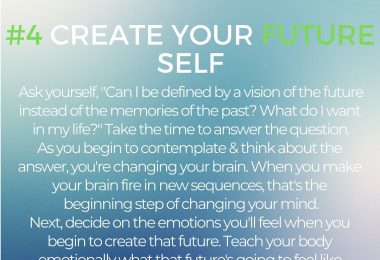 #4 CREATE YOUR FUTURE
SELF
Ask yourself, "Can I be defined by a vision of the future
instead of the memories of the past? What do I want
in my life?" Take the time to answer the question.
As you begin to contemplate & think about the
answer, you're changing your brain. When you make
your brain fire in new sequences, that's the
beginning step of changing your mind.
Next, decide on the emotions you'll feel when you
begin to create that future. Teach your body
emotionally what that future's going to feel like